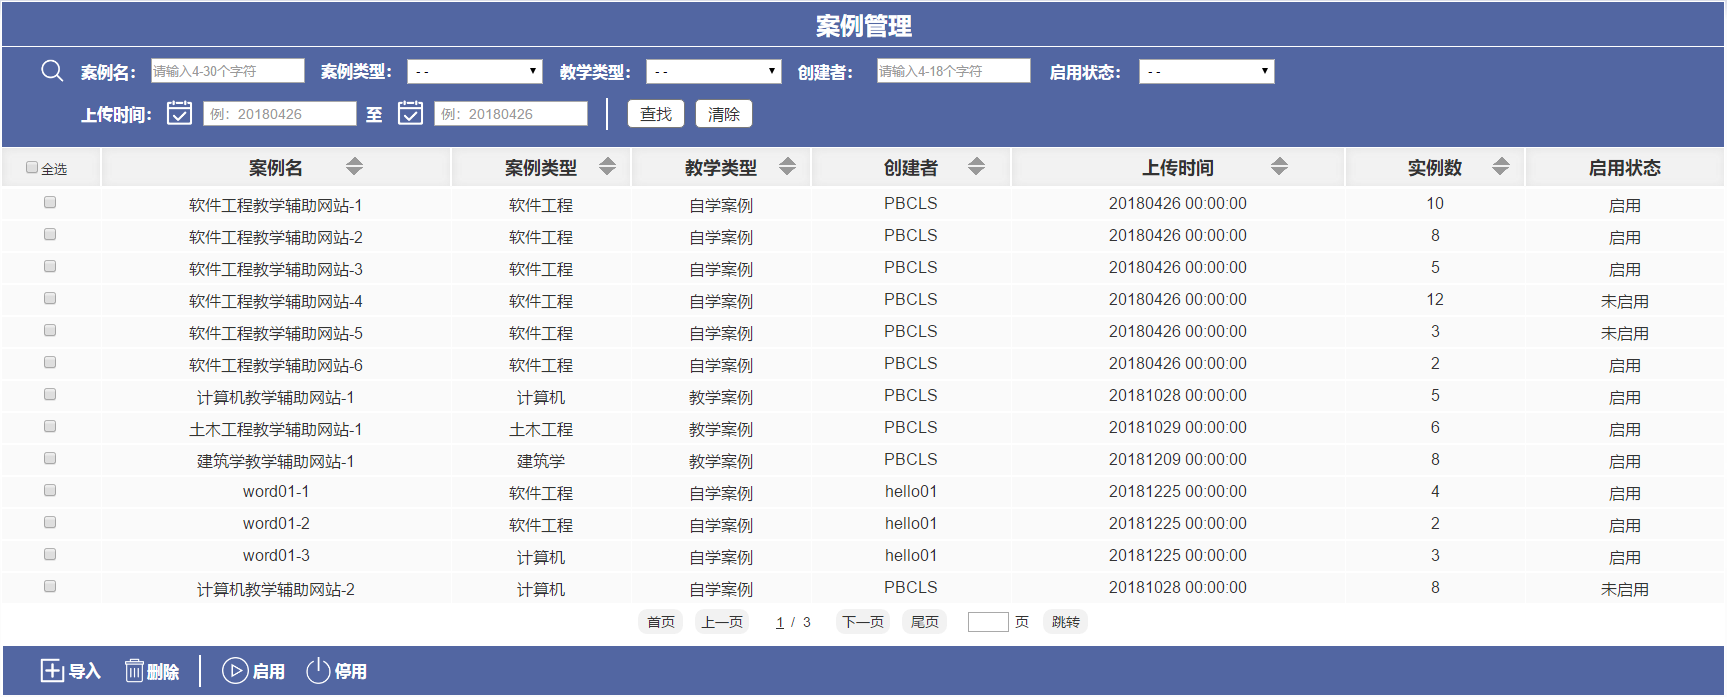 案例管理
案例名： 请输入4-30个字符 案例类型： - - 教学类型： - - 创建者： 请输入4-18个字符 启用状态： - -
上传时间： 例：20180426 至 例：20180426 查找 清除
全选 案例名 案例类型 教学类型 创建者 上传时间 实例数 启用状态
软件工程教学辅助网站-1 软件工程 自学案例 PBCLS 20180426 00:00:00 10 启用
软件工程教学辅助网站-2 软件工程 自学案例 PBCLS 20180426 00:00:00 8 启用
软件工程教学辅助网站-3 软件工程 自学案例 PBCLS 20180426 00:00:00 5 启用
软件工程教学辅助网站-4 软件工程 自学案例 PBCLS 20180426 00:00:00 12 未启用
软件工程教学辅助网站-5 软件工程 自学案例 PBCLS 20180426 00:00:00 3 未启用
软件工程教学辅助网站-6 软件工程 自学案例 PBCLS 20180426 00:00:00 2 启用
计算机教学辅助网站-1 计算机 教学案例 PBCLS 20181028 00:00:00 5 启用
土木工程教学辅助网站-1 土木工程 教学案例 PBCLS 20181029 00:00:00 6 启用
建筑学教学辅助网站-1 建筑学 教学案例 PBCLS 20181209 00:00:00 8 启用
word01-1 软件工程 自学案例 hello01 20181225 00:00:00 4 启用
word01-2 软件工程 自学案例 hello01 20181225 00:00:00 2 启用
word01-3 计算机 自学案例 hello01 20181225 00:00:00 3 启用
计算机教学辅助网站-2 计算机 自学案例 PBCLS 20181028 00:00:00 8 未启用
首页 上一页 1 / 3 下一页 尾页 页 跳转
导入 删除 启用 停用